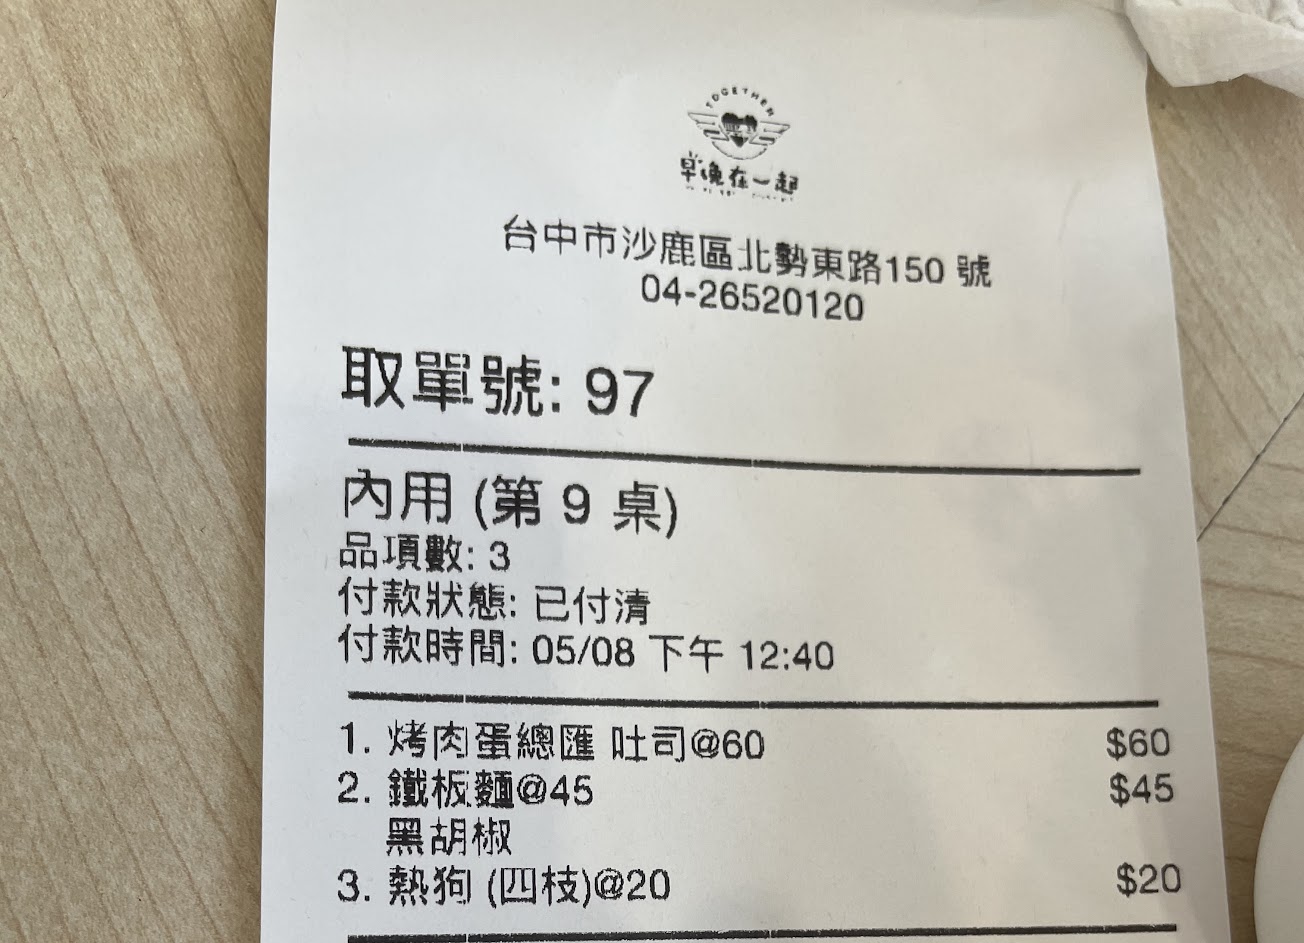 TOGETHER
早晚在一起
台中市沙鹿區北勢東路150 號
04-26520120
取單號: 97
內用 (第 9 桌)
品項數: 3
付款狀態: 已付清
付款時間: 05/08 下午 12:40
1. 烤肉蛋總匯 吐司@60 $60
2. 鐵板麵@45 $45
黑胡椒
3. 熱狗 (四枝)@20 $20